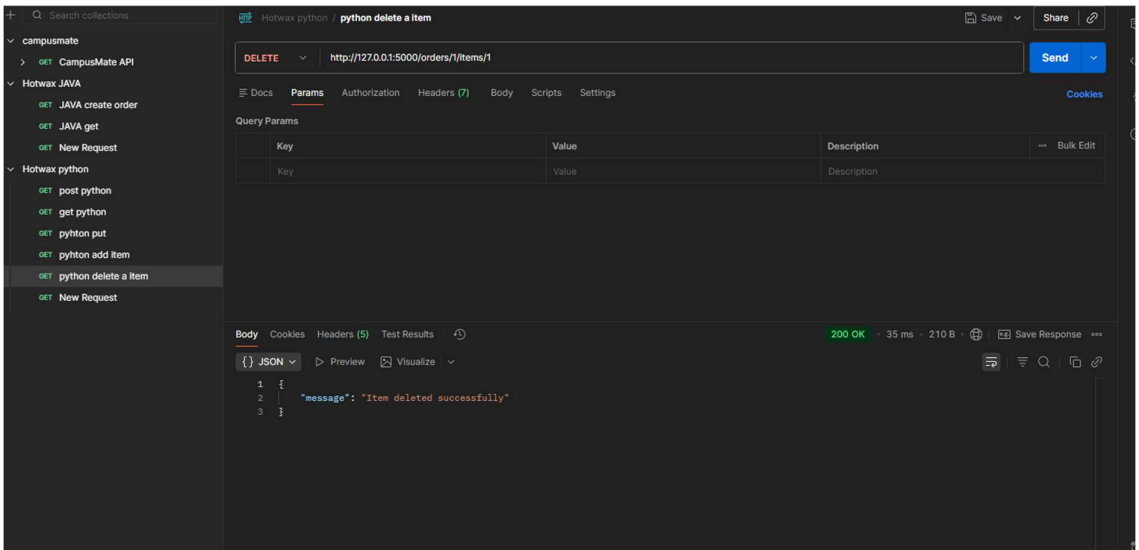 Search collections
campusmate
GET CampusMate API
Hotwax JAVA
GET JAVA create order
GET JAVA get
GET New Request
Hotwax python
GET post python
GET get python
GET pyhton put
GET pyhton add item
GET python delete a item
GET New Request
HTTP Hotwax python / python delete a item Save Share
DELETE http://127.0.0.1:5000/orders/1/items/1 Send
Docs Params Authorization Headers (7) Body Scripts Settings Cookies
Query Params
Key Value Description Bulk Edit
Key Value Description
Body Cookies Headers (5) Test Results 200 OK 35 ms 210 B e.g. Save Response
{} JSON Preview Visualize
1 {
2 "message": "Item deleted successfully"
3 }